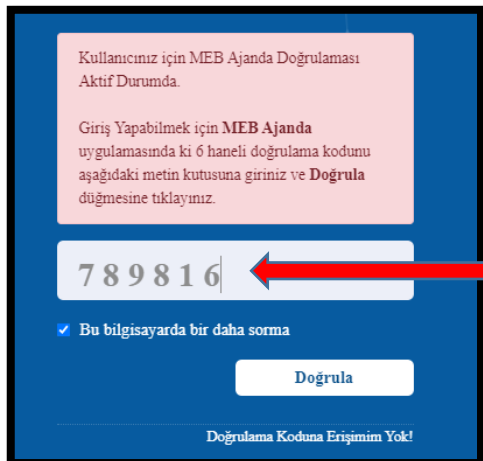 Kullanıcınız için MEB Ajanda Doğrulaması
Aktif Durumda.
Giriş Yapabilmek için MEB Ajanda
uygulamasında ki 6 haneli doğrulama kodunu
aşağıdaki metin kutusuna giriniz ve Doğrula
düğmesine tıklayınız.
789816
Bu bilgisayarda bir daha sorma
Doğrula
Doğrulama Koduna Erişimim Yok!